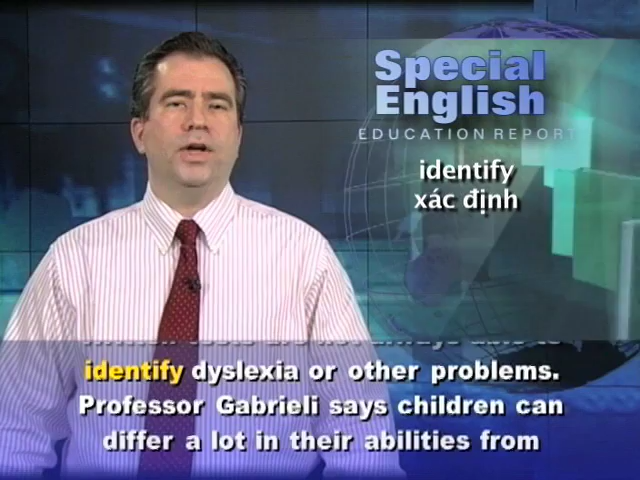 Special
English
EDUCATION REPORT
identify
xác định
identify dyslexia or other problems.
Professor Gabrieli says children can
differ a lot in their abilities from